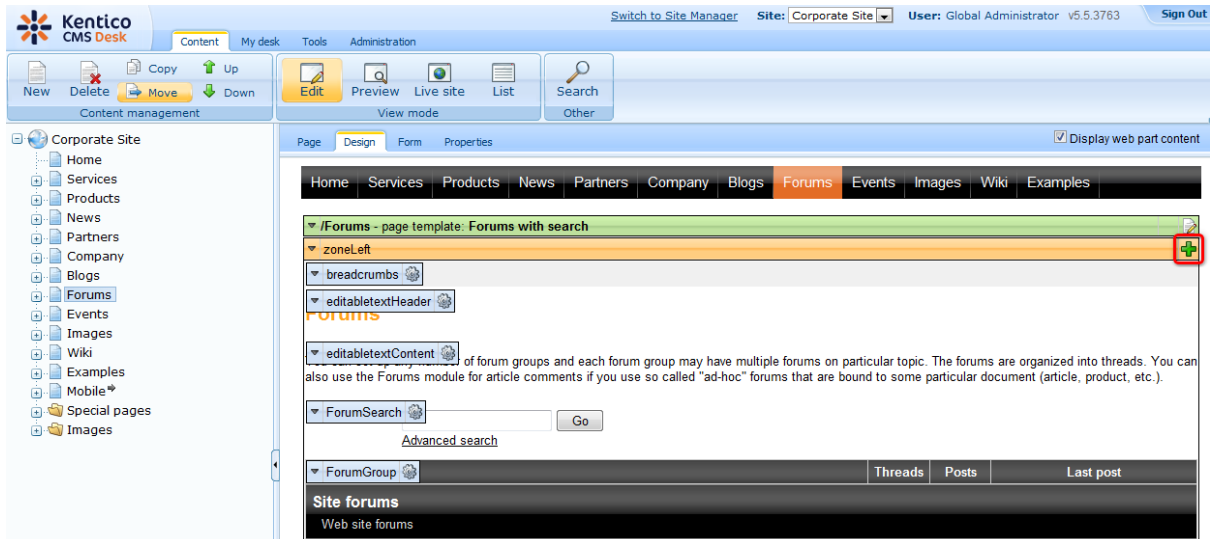 Kentico
CMS Desk
Switch to Site Manager Site: Corporate Site User: Global Administrator v5.5.3763 Sign Out
Content My desk Tools Administration
New Delete Copy Move Up Down
Content management
Edit Preview Live site List
View mode
Search
Other
Corporate Site
Home
Services
Products
News
Partners
Company
Blogs
Forums
Events
Images
Wiki
Examples
Mobile
Special pages
Images
Page Design Form Properties
Display web part content
Home Services Products News Partners Company Blogs Forums Events Images Wiki Examples
/Forums - page template: Forums with search
zoneLeft
breadcrumbs
editabletextHeader
Forums
editabletextContent
of forum groups and each forum group may have multiple forums on particular topic. The forums are organized into threads. You can
also use the Forums module for article comments if you use so called "ad-hoc" forums that are bound to some particular document (article, product, etc.).
ForumSearch
Go
Advanced search
ForumGroup Threads Posts Last post
Site forums
Web site forums